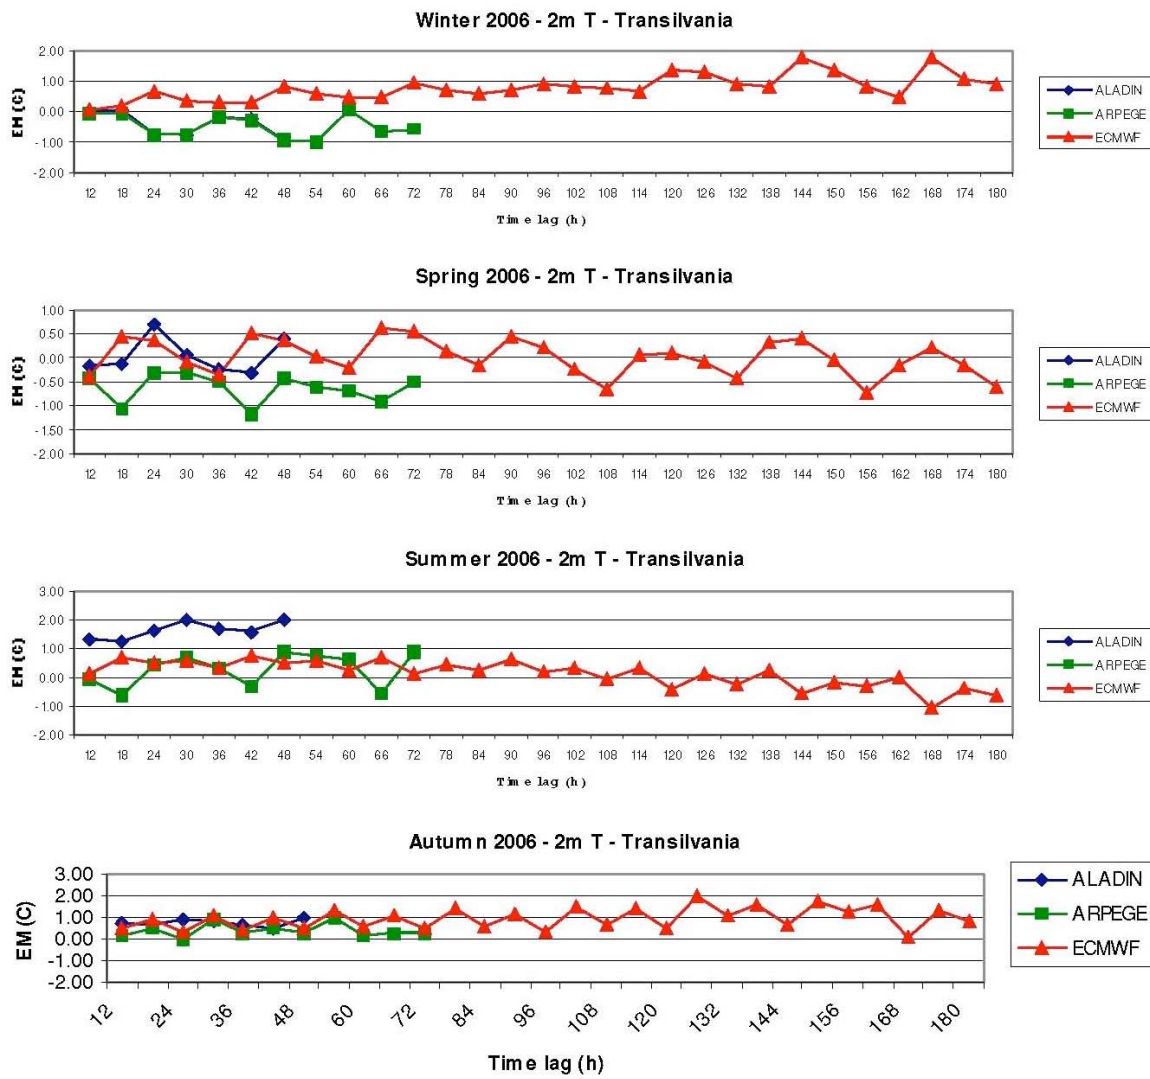 Winter 2006 - 2m T - Transilvania
EM (C)
2.00
1.00
0.00
-1.00
-2.00
12 18 24 30 36 42 48 54 60 66 72 78 84 90 96 102 108 114 120 126 132 138 144 150 156 162 168 174 180
Time lag (h)
ALADIN
ARPEGE
ECMWF
Spring 2006 - 2m T - Transilvania
EM (C)
1.00
0.50
0.00
-0.50
-1.00
-1.50
-2.00
12 18 24 30 36 42 48 54 60 66 72 78 84 90 96 102 108 114 120 126 132 138 144 150 156 162 168 174 180
Time lag (h)
ALADIN
ARPEGE
ECMWF
Summer 2006 - 2m T - Transilvania
EM (C)
3.00
2.00
1.00
0.00
-1.00
-2.00
12 18 24 30 36 42 48 54 60 66 72 78 84 90 96 102 108 114 120 126 132 138 144 150 156 162 168 174 180
Time lag (h)
ALADIN
ARPEGE
ECMWF
Autumn 2006 - 2m T - Transilvania
EM (C)
3.00
2.00
1.00
0.00
-1.00
-2.00
12 24 36 48 60 72 84 96 108 120 132 144 156 168 180
Time lag (h)
ALADIN
ARPEGE
ECMWF